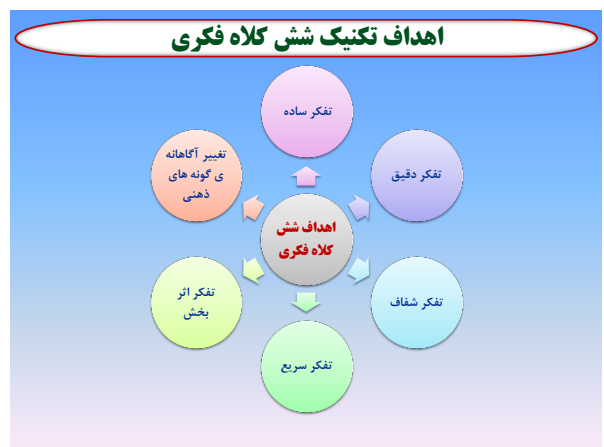 اهداف تکنیک شش کلاه فکری
تفکر ساده
تفکر دقیق
تفکر شفاف
تفکر سریع
تفکر اثر
بخش
تغییر آگاهانه
ی گونه های
ذهنی
اهداف شش
کلاه فکری